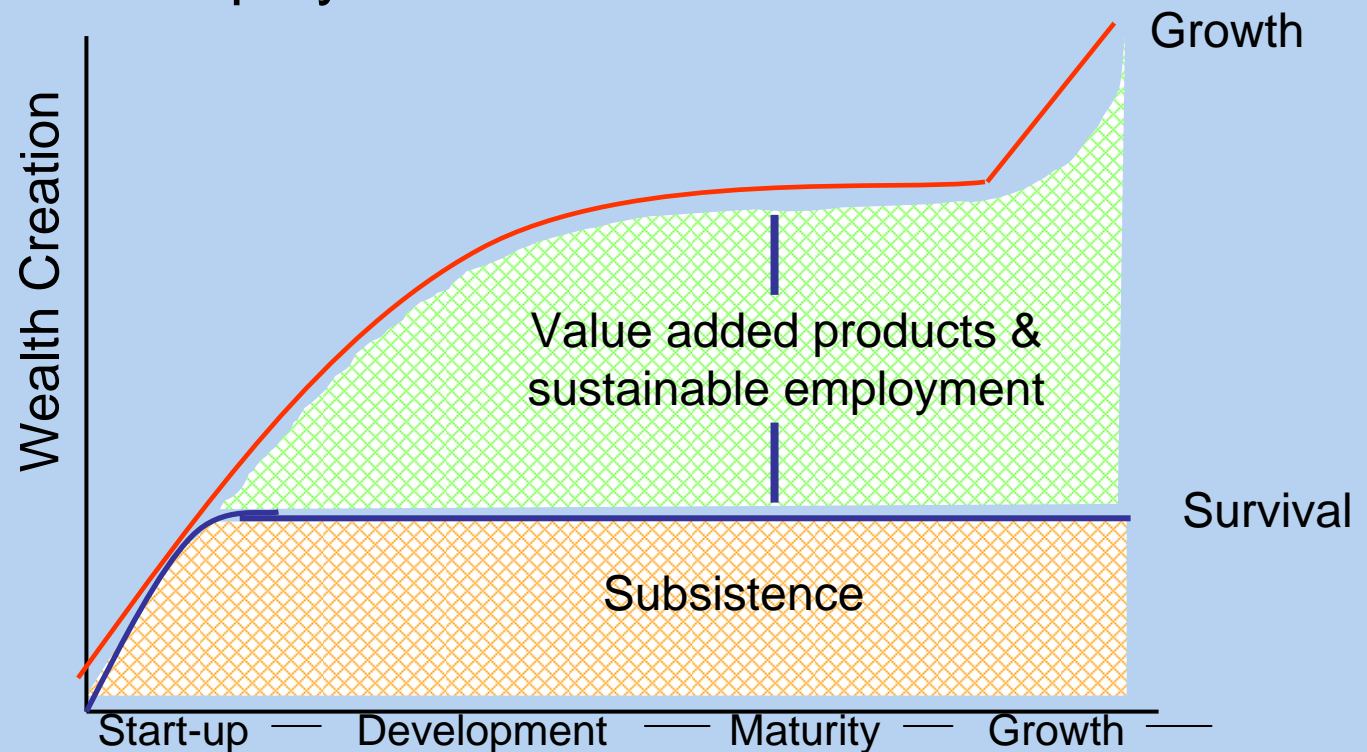 Growth
Wealth Creation
Value added products &
sustainable employment
Survival
Subsistence
Start-up — Development — Maturity — Growth —